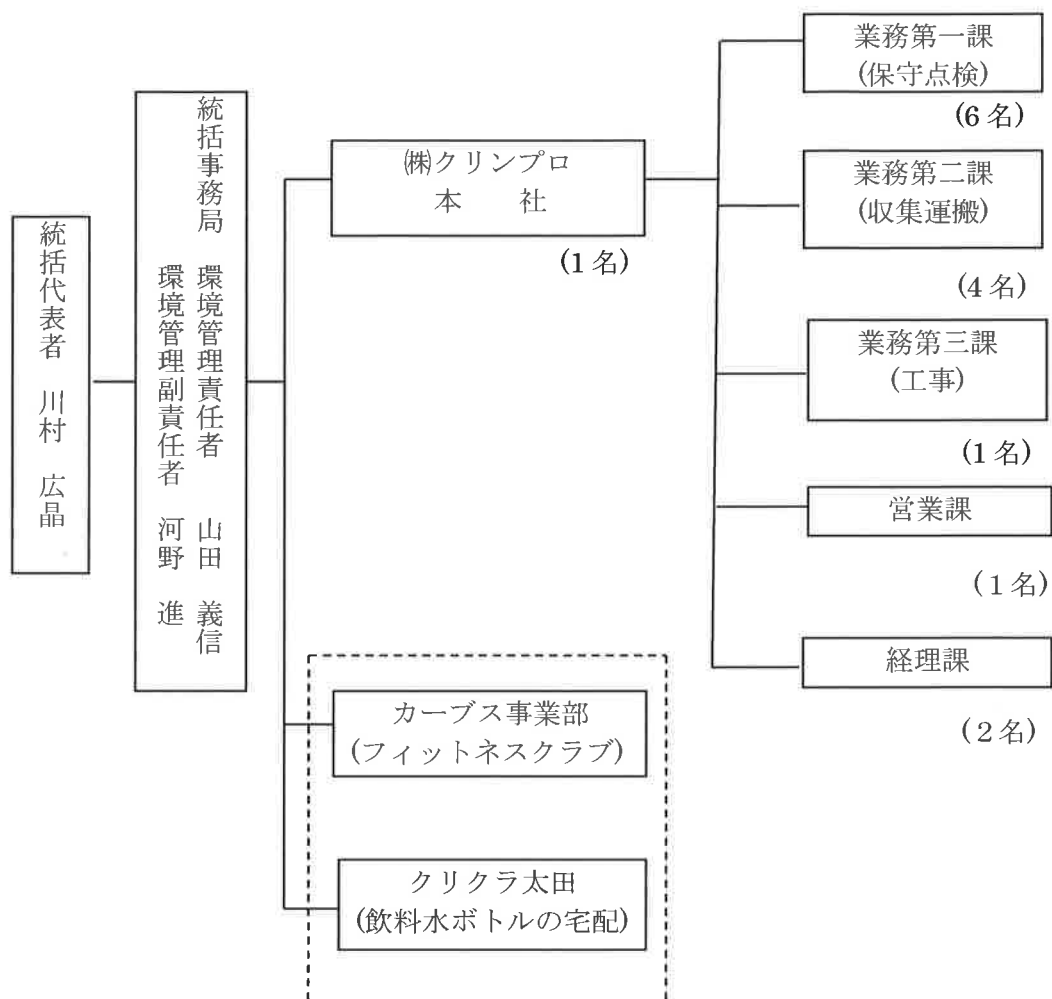 統括代表者 川村 広晶
統括事務局 環境管理責任者 山田 義信
環境管理副責任者 河野 進
㈱クリンプロ
本 社
(1名)
業務第一課
(保守点検)
(6名)
業務第二課
(収集運搬)
(4名)
業務第三課
(工事)
(1名)
営業課
(1名)
経理課
(2名)
カーブス事業部
(フィットネスクラブ)
クリクラ太田
(飲料水ボトルの宅配)